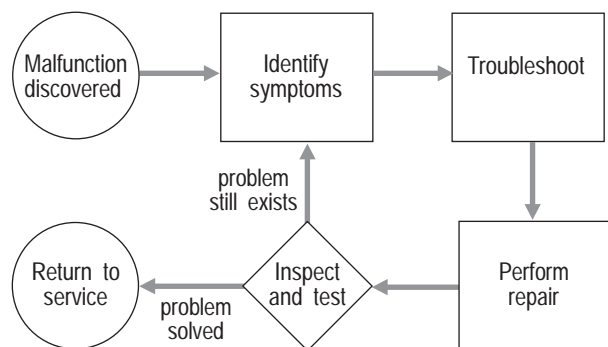 Malfunction
discovered
Identify
symptoms
Troubleshoot
problem
still exists
Return to
service
problem
solved
Inspect
and test
Perform
repair